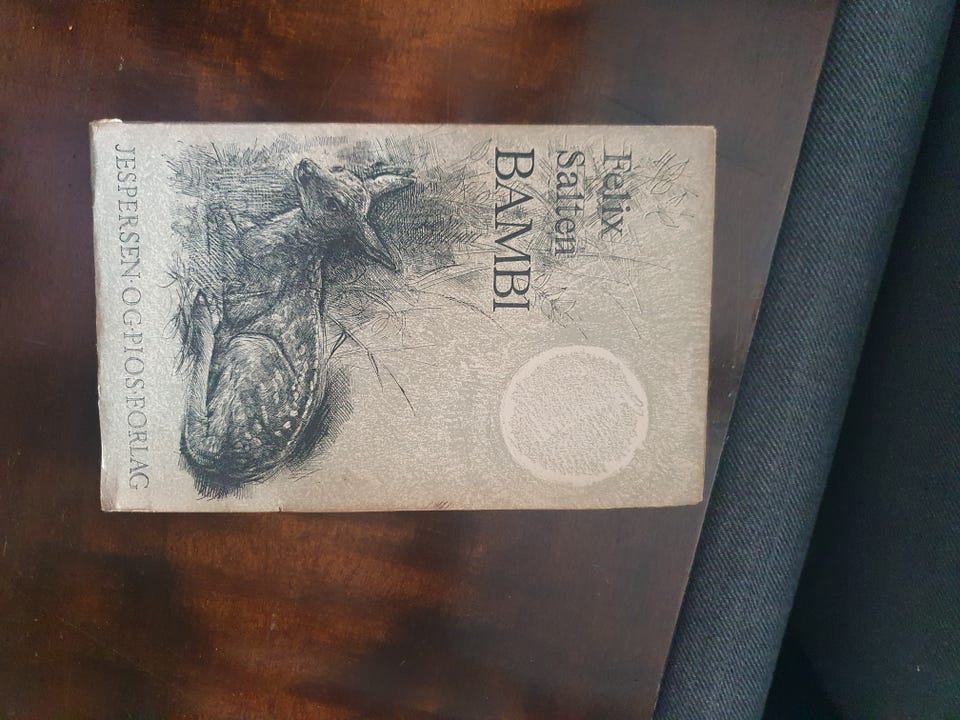 Felix
Salten
BAMBI
JESPERSEN·OG·PIOS·FORLAG